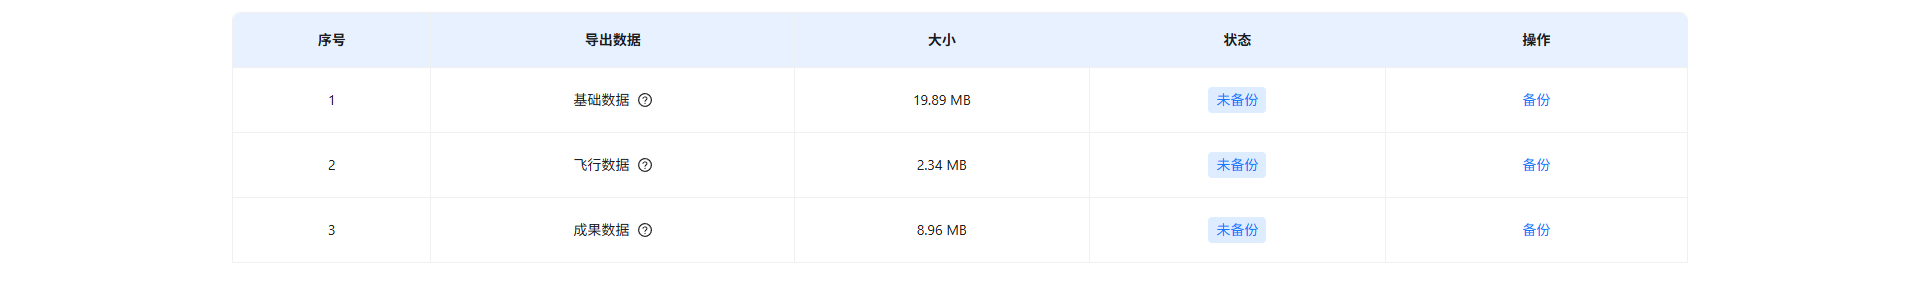 序号 导出数据 大小 状态 操作
1 基础数据 19.89 MB 未备份 备份
2 飞行数据 2.34 MB 未备份 备份
3 成果数据 8.96 MB 未备份 备份